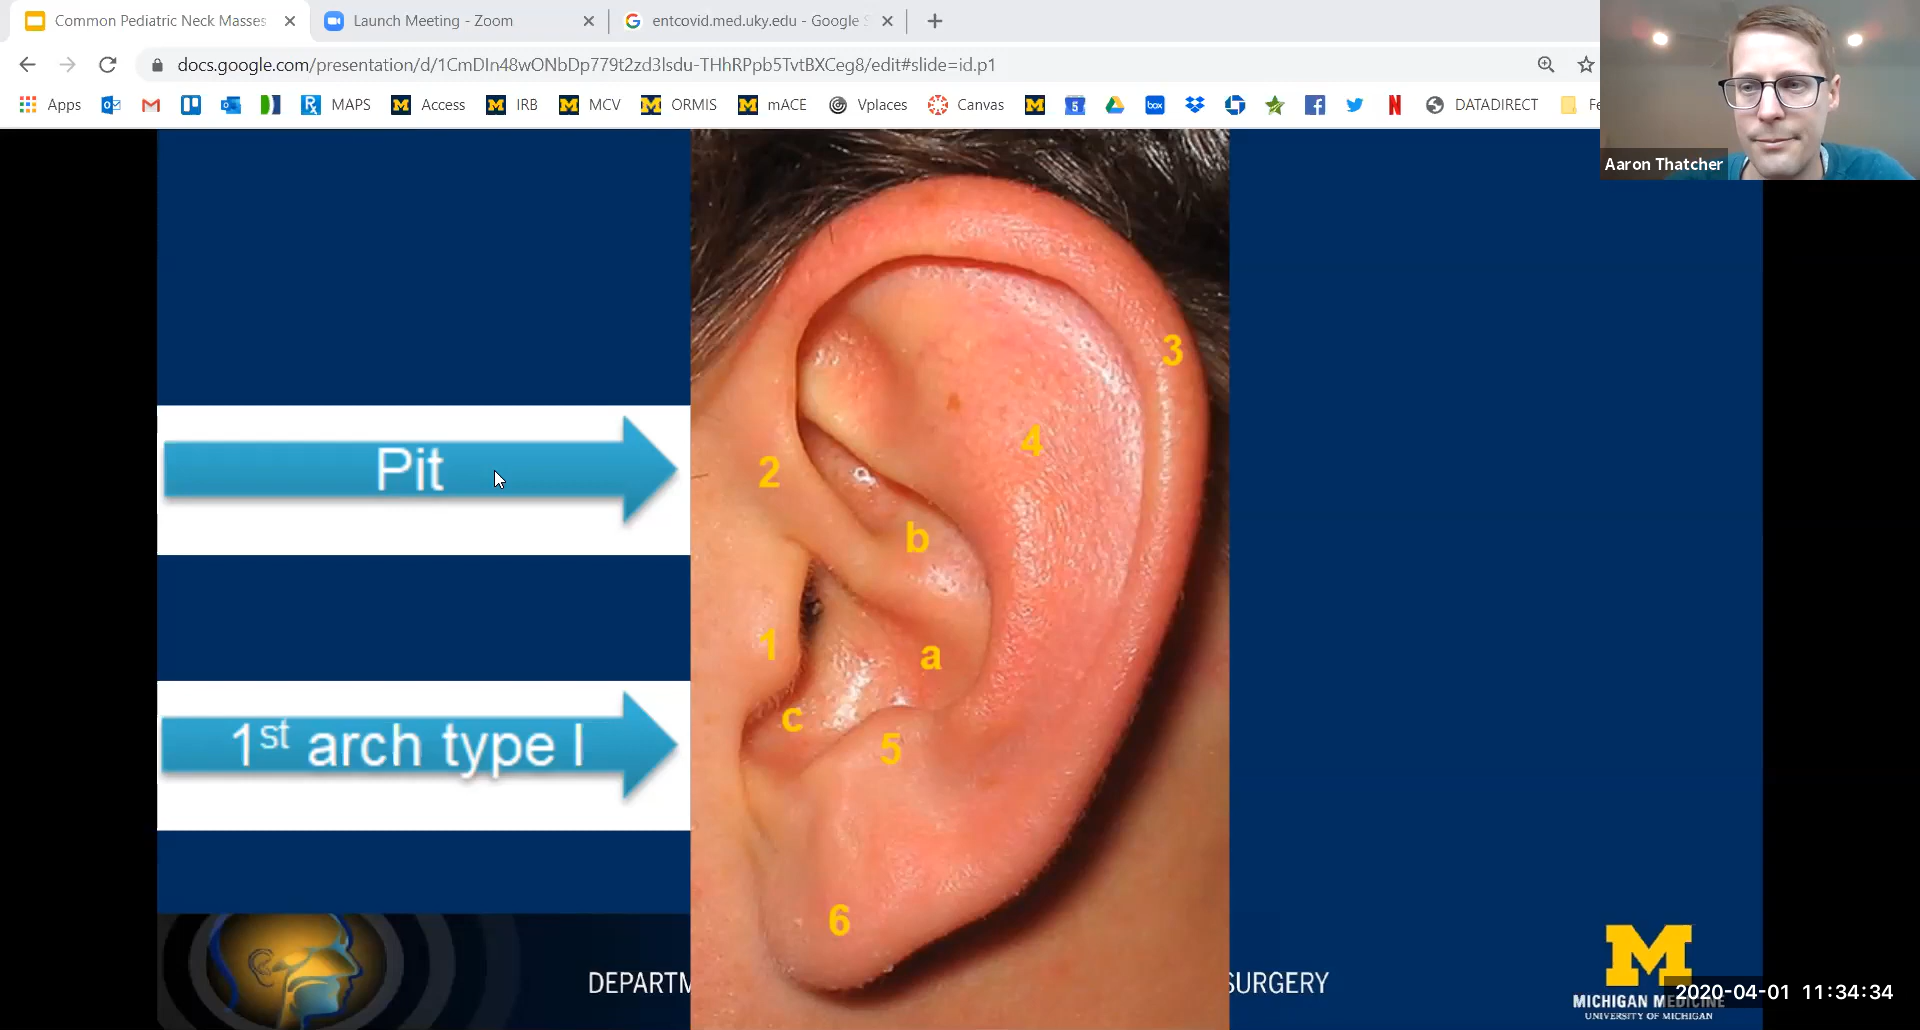 Common Pediatric Neck Masses
Launch Meeting - Zoom
entcovid.med.uky.edu - Google
docs.google.com/presentation/d/1CmDIn48wONbDp779t2zd3lsdu-THhRPpb5TvtBXCeg8/edit#slide=id.p1
Apps MAPS Access IRB MCV ORMIS mACE Vplaces Canvas 5 box DATADIRECT Fe
Aaron Thatcher
3
4
Pit
2
b
1
a
1st arch type I
c
5
6
DEPARTM
SURGERY
2020-04-01 11:34:34
MICHIGAN MEDICINE
UNIVERSITY OF MICHIGAN